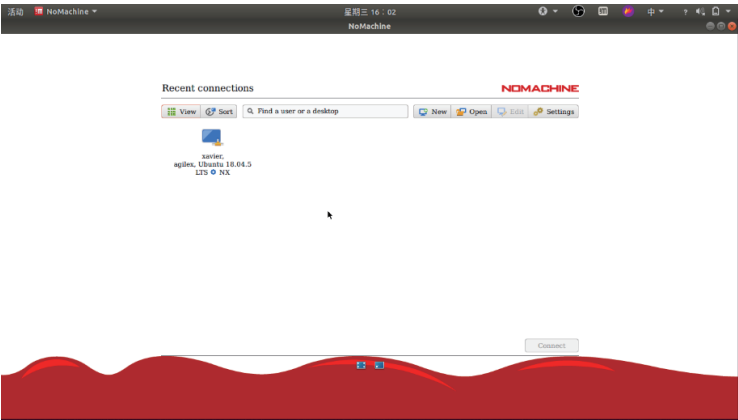 活动 NoMachine 星期三 16：02 中 ?
NoMachine
Recent connections NOMACHINE
View Sort Find a user or a desktop New Open Edit Settings
xavier,
agilex, Ubuntu 18.04.5
LTS NX
Connect